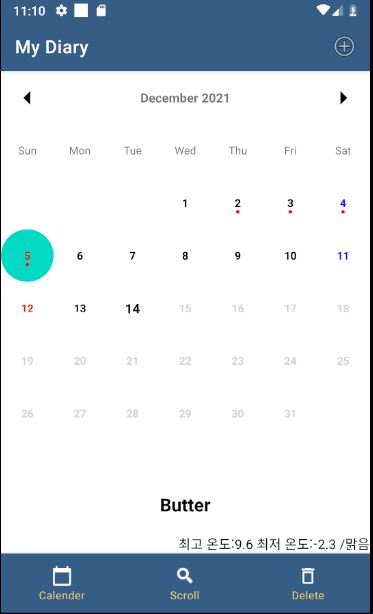 11:10
My Diary
December 2021
Sun Mon Tue Wed Thu Fri Sat
1 2 3 4
5 6 7 8 9 10 11
12 13 14 15 16 17 18
19 20 21 22 23 24 25
26 27 28 29 30 31
Butter
최고 온도:9.6 최저 온도:-2.3 /맑음
Calender Scroll Delete